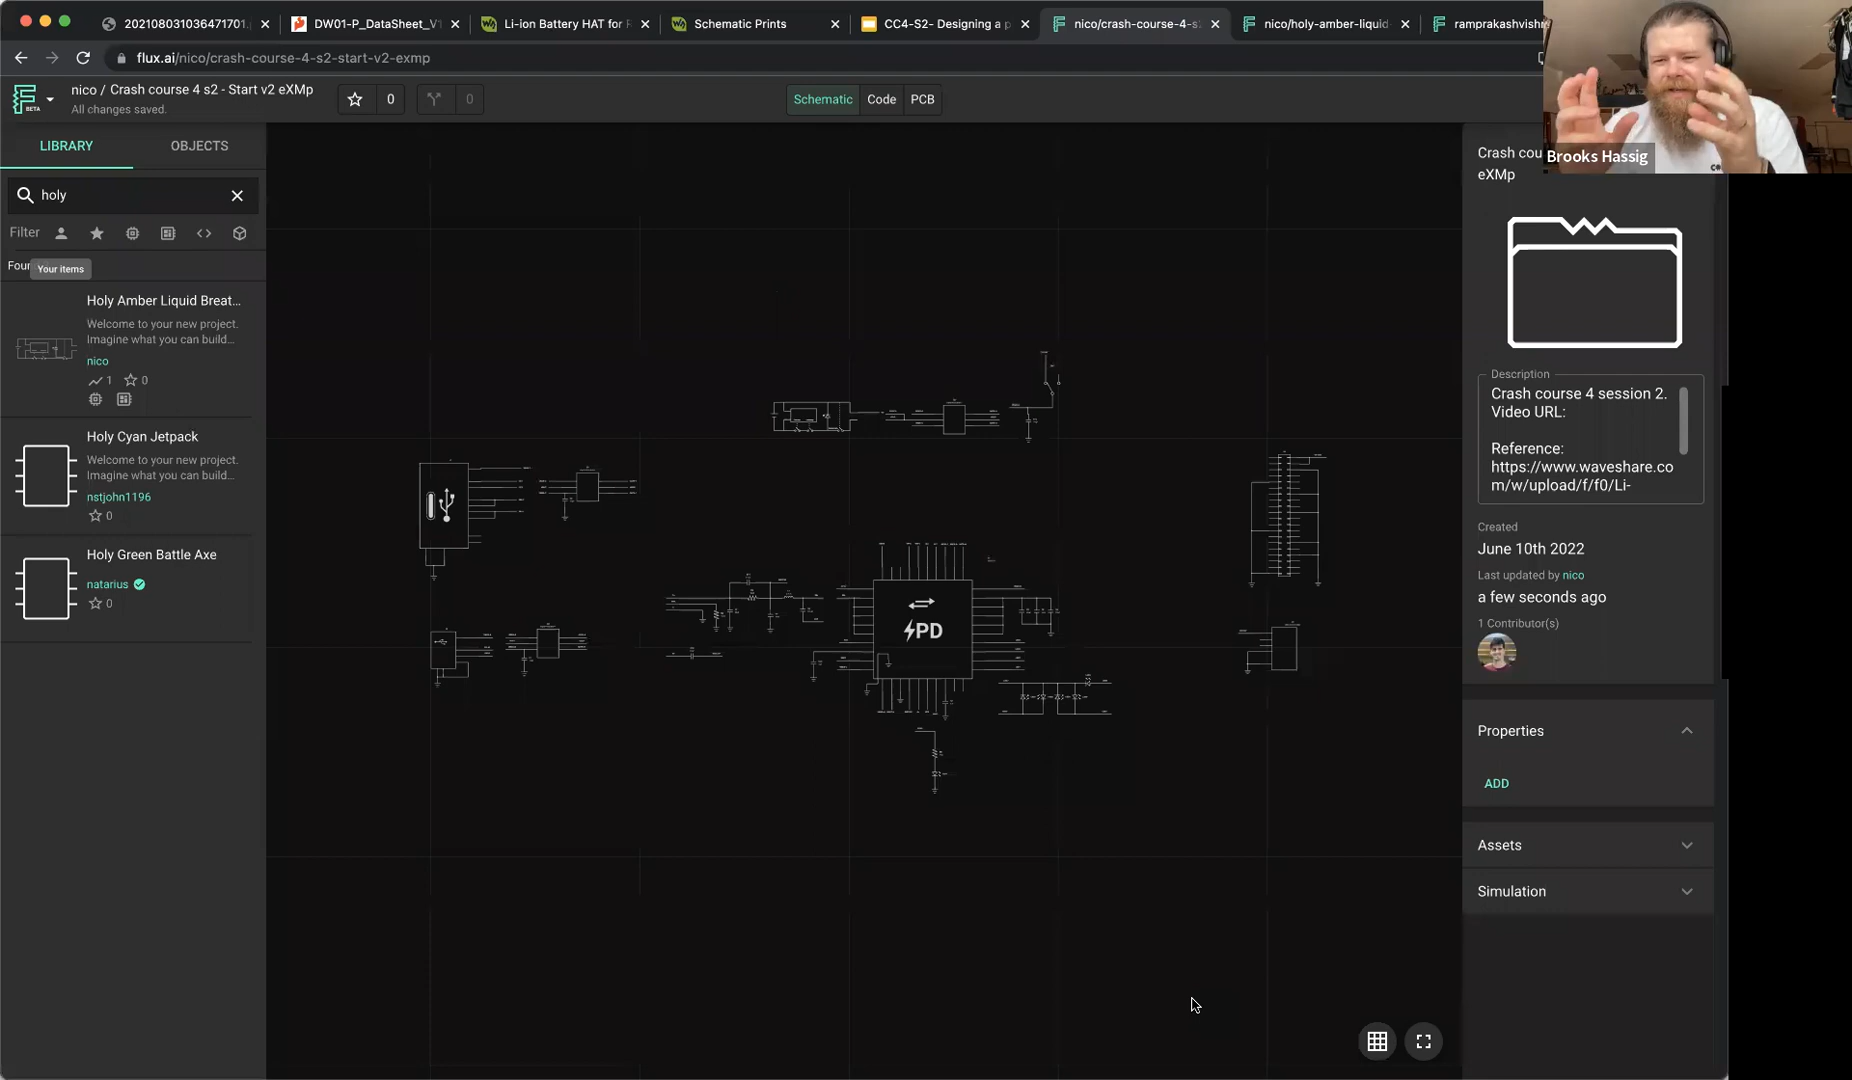 202108031036471701.
DW01-P_DataSheet_V1
Li-ion Battery HAT for R
Schematic Prints
CC4-S2- Designing a p
nico/crash-course-4-s2
nico/holy-amber-liquid
ramprakashvishw
flux.ai/nico/crash-course-4-s2-start-v2-exmp
BETA
nico / Crash course 4 s2 - Start v2 eXMp
All changes saved.
0
0
Schematic
Code
PCB
Brooks Hassig
LIBRARY
OBJECTS
holy
Filter
Four
Your items
Holy Amber Liquid Breat...
Welcome to your new project.
Imagine what you can build...
nico
1
0
Holy Cyan Jetpack
Welcome to your new project.
Imagine what you can build...
nstjohn1196
0
Holy Green Battle Axe
natarius
0
PD
Crash cou
eXMp
Description
Crash course 4 session 2.
Video URL:
Reference:
https://www.waveshare.co
m/w/upload/f/f0/Li-
Created
June 10th 2022
Last updated by nico
a few seconds ago
1 Contributor(s)
Properties
ADD
Assets
Simulation